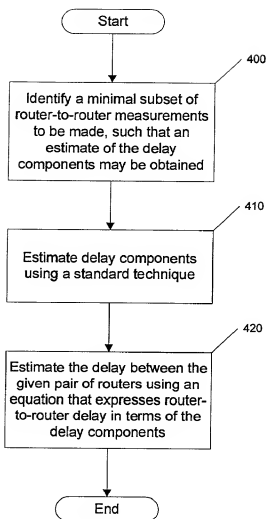 Start
400
Identify a minimal subset of
router-to-router measurements
to be made, such that an
estimate of the delay
components may be obtained
410
Estimate delay components
using a standard technique
420
Estimate the delay between the
given pair of routers using an
equation that expresses router-
to-router delay in terms of the
delay components
End